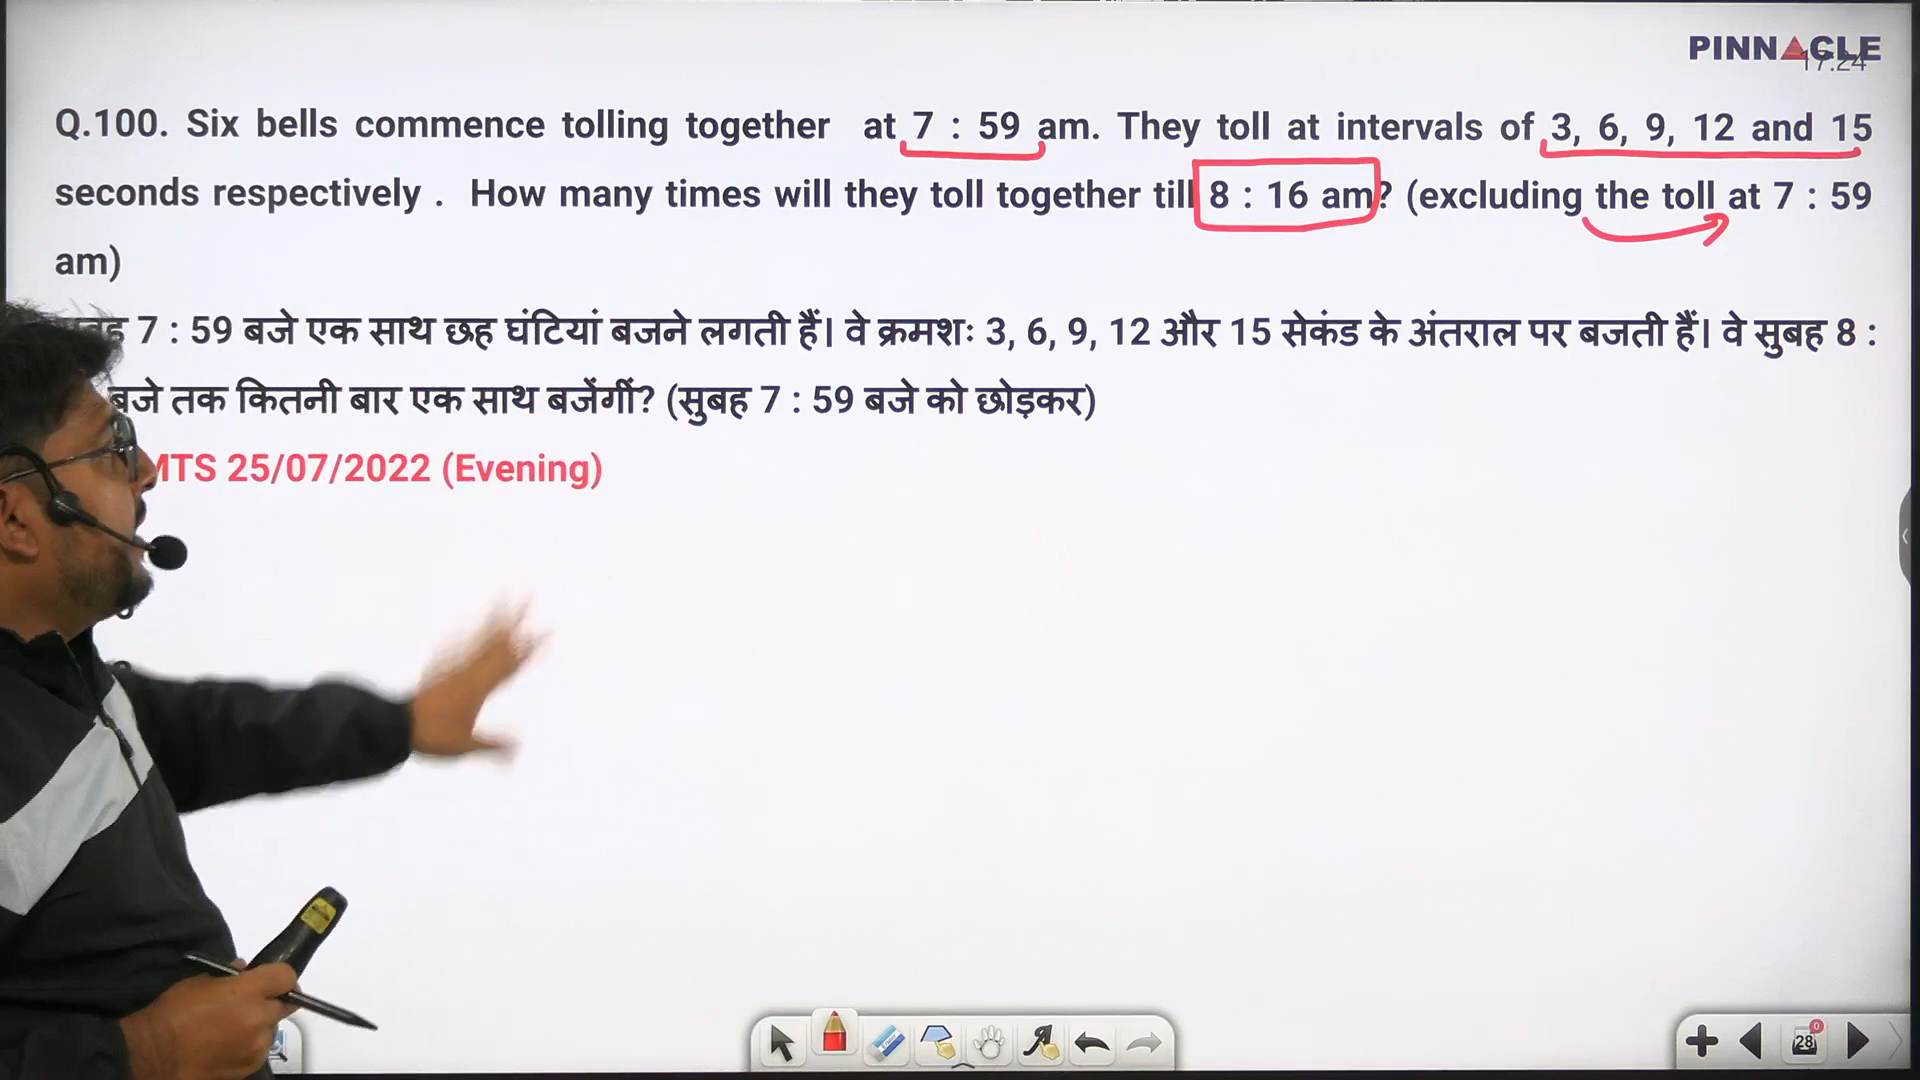 PINNACLE
17:24
Q.100. Six bells commence tolling together at 7 : 59 am. They toll at intervals of 3, 6, 9, 12 and 15
seconds respectively . How many times will they toll together till 8 : 16 am? (excluding the toll at 7 : 59
am)
7 : 59 बजे एक साथ छह घंटियां बजने लगती हैं। वे क्रमशः 3, 6, 9, 12 और 15 सेकंड के अंतराल पर बजती हैं। वे सुबह 8 :
बजे तक कितनी बार एक साथ बजेंगीं? (सुबह 7 : 59 बजे को छोड़कर)
MTS 25/07/2022 (Evening)
28
0